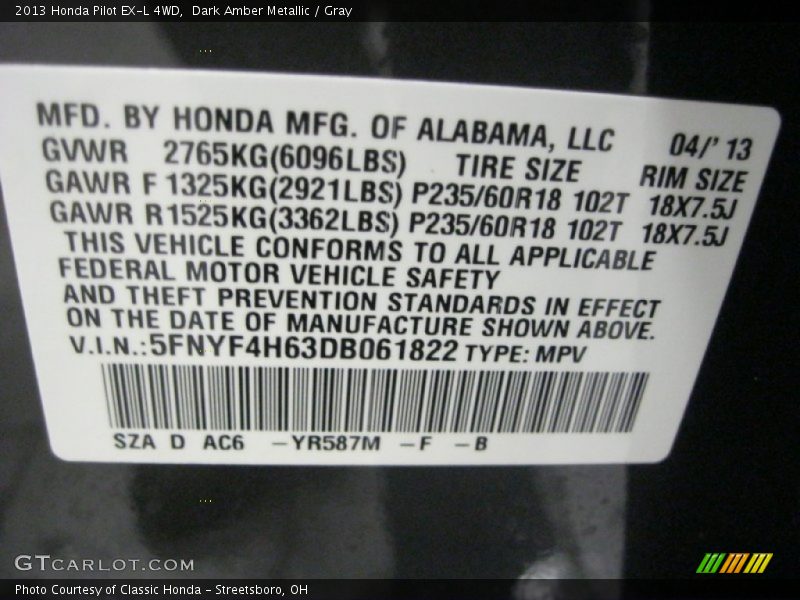 2013 Honda Pilot EX-L 4WD, Dark Amber Metallic / Gray
MFD. BY HONDA MFG. OF ALABAMA, LLC 04/' 13
GVWR 2765KG(6096LBS) TIRE SIZE RIM SIZE
GAWR F 1325KG(2921LBS) P235/60R18 102T 18X7.5J
GAWR R 1525KG(3362LBS) P235/60R18 102T 18X7.5J
THIS VEHICLE CONFORMS TO ALL APPLICABLE
FEDERAL MOTOR VEHICLE SAFETY
AND THEFT PREVENTION STANDARDS IN EFFECT
ON THE DATE OF MANUFACTURE SHOWN ABOVE.
V.I.N.:5FNYF4H63DB061822 TYPE: MPV
SZA D AC6 -YR587M -F -B
GTCARLOT.COM
Photo Courtesy of Classic Honda - Streetsboro, OH